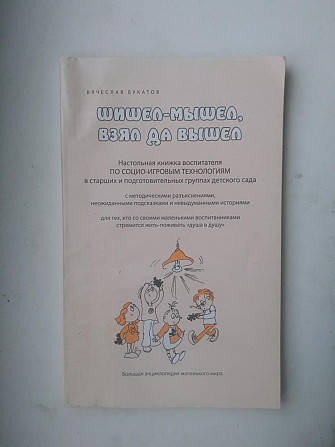 ВЯЧЕСЛАВ БУКАТОВ
ШИШЕЛ-МЫШЕЛ,
ВЗЯЛ ДА ВЫШЕЛ
Настольная книжка воспитателя
ПО СОЦИО-ИГРОВЫМ ТЕХНОЛОГИЯМ
в старших и подготовительных группах детского сада
с методическими разъяснениями,
неожиданными подсказками и невыдуманными историями
для тех, кто со своими маленькими воспитанниками
стремится жить-поживать «душа в душу»
Большая энциклопедия маленького мира